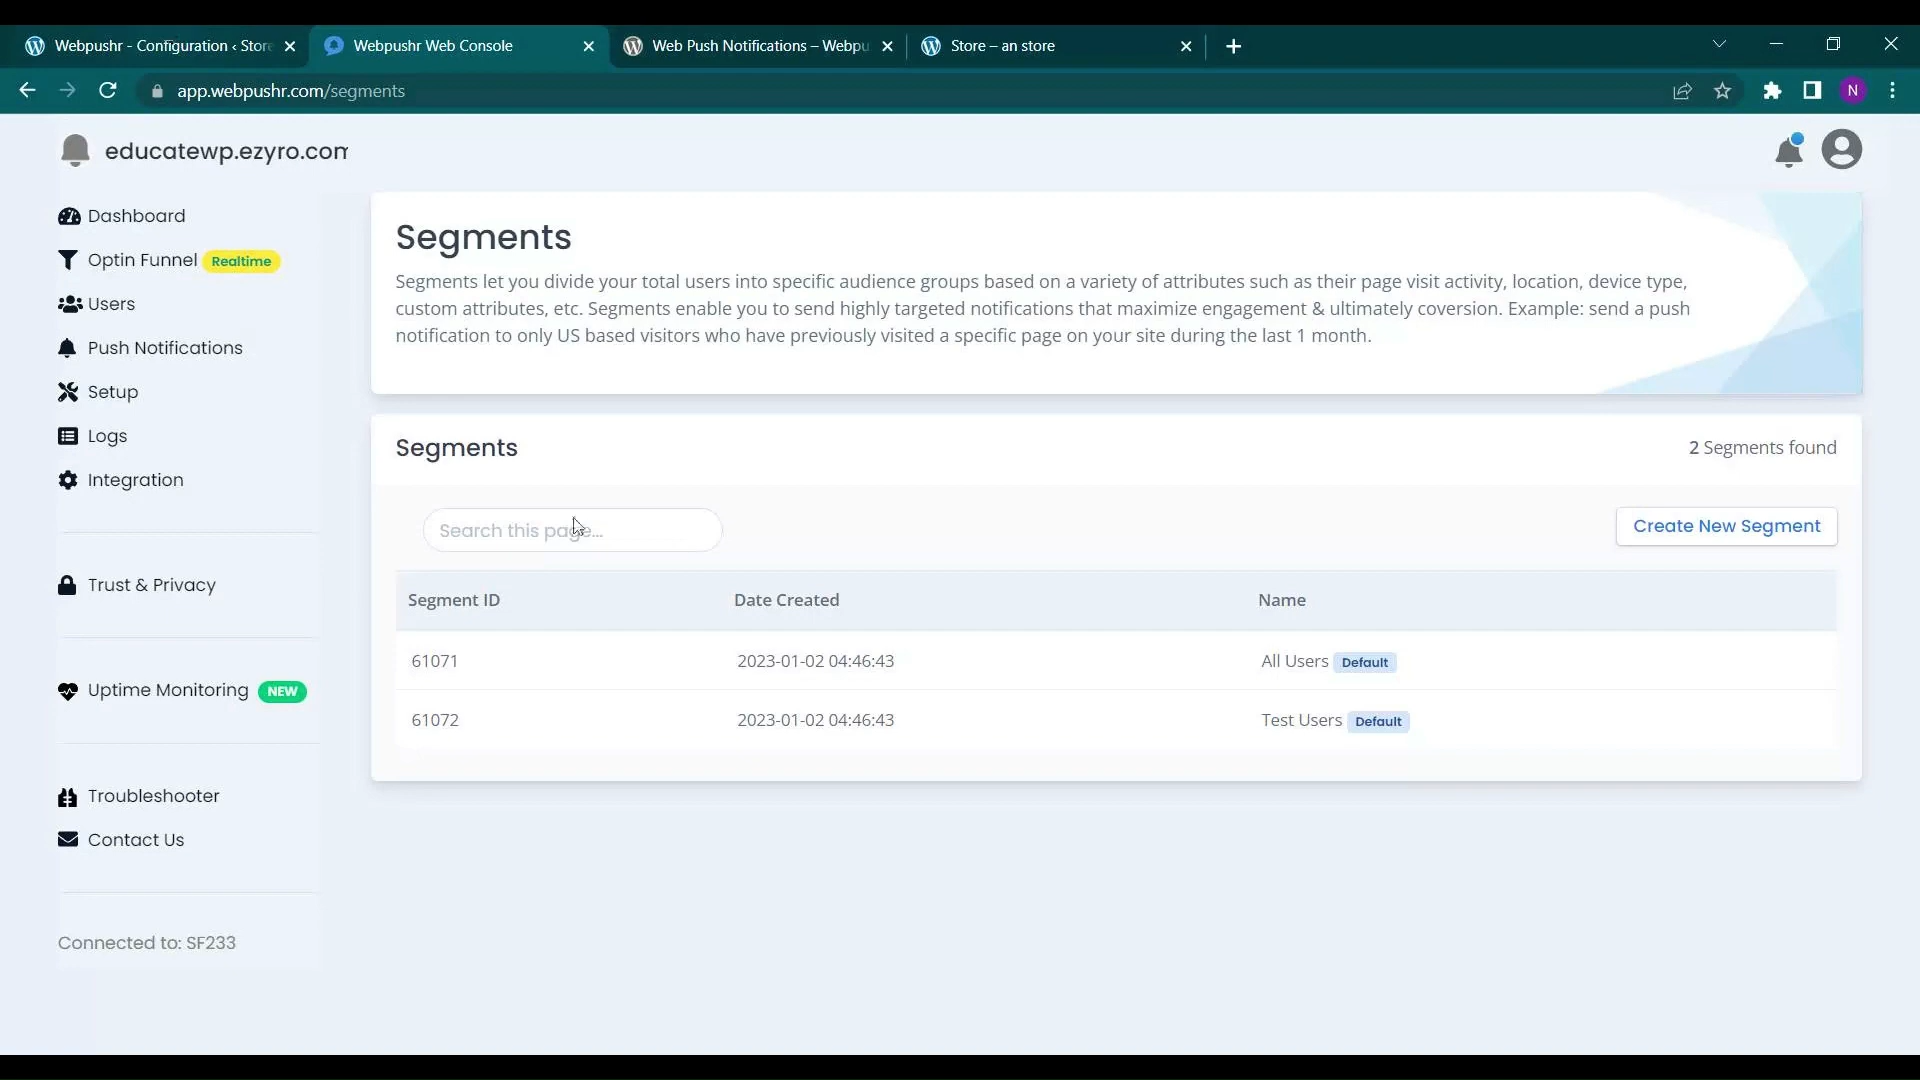 Webpushr - Configuration ‹ Store
Webpushr Web Console
Web Push Notifications – Webpu
Store – an store
app.webpushr.com/segments
N
educatewp.ezyro.com
Dashboard
Optin Funnel Realtime
Users
Push Notifications
Setup
Logs
Integration
Trust & Privacy
Uptime Monitoring NEW
Troubleshooter
Contact Us
Connected to: SF233
Segments
Segments let you divide your total users into specific audience groups based on a variety of attributes such as their page visit activity, location, device type,
custom attributes, etc. Segments enable you to send highly targeted notifications that maximize engagement & ultimately coversion. Example: send a push
notification to only US based visitors who have previously visited a specific page on your site during the last 1 month.
Segments
2 Segments found
Search this page...
Create New Segment
Segment ID Date Created Name
61071 2023-01-02 04:46:43 All Users Default
61072 2023-01-02 04:46:43 Test Users Default